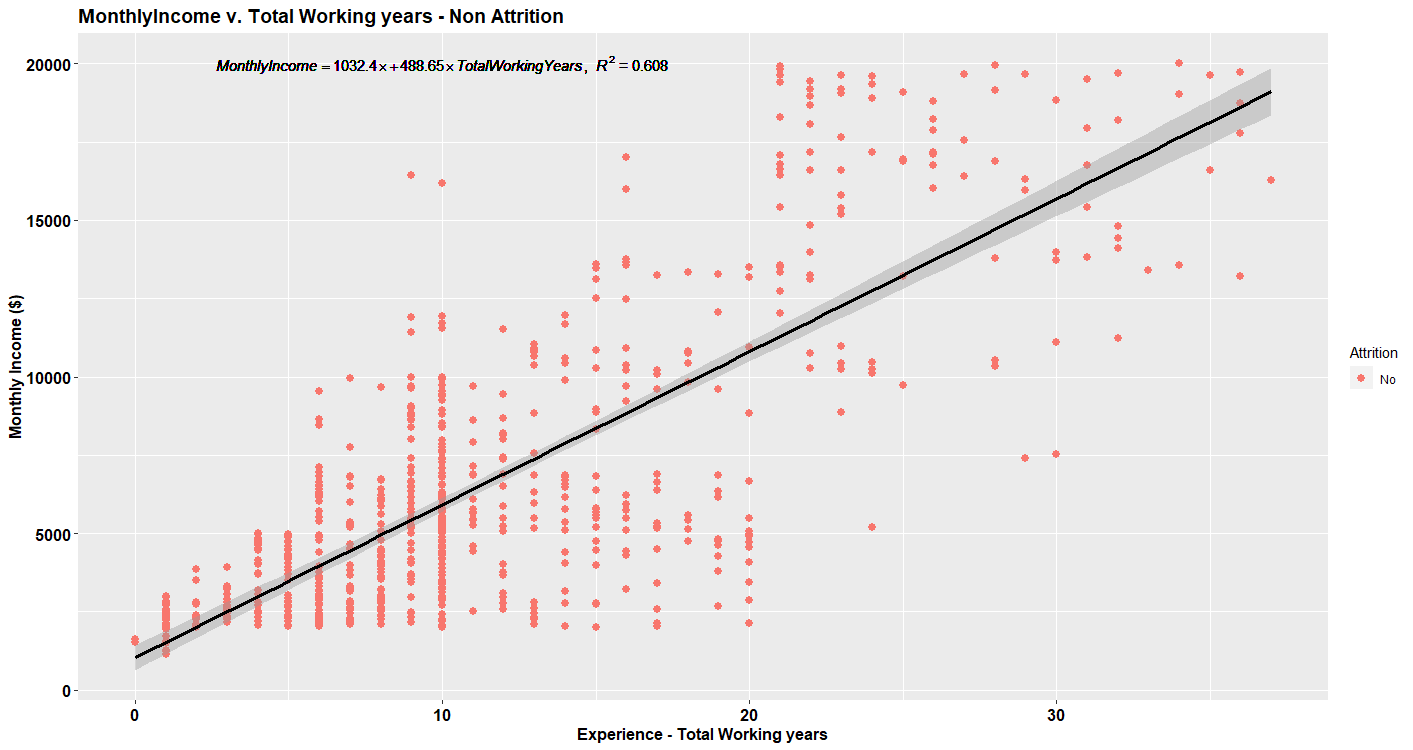 MonthlyIncome v. Total Working years - Non Attrition
MonthlyIncome = 1032.4 × + 488.65 × TotalWorkingYears , R² = 0.608
20000
15000
10000
5000
0
Monthly Income ($)
0 10 20 30
Experience - Total Working years
Attrition
No